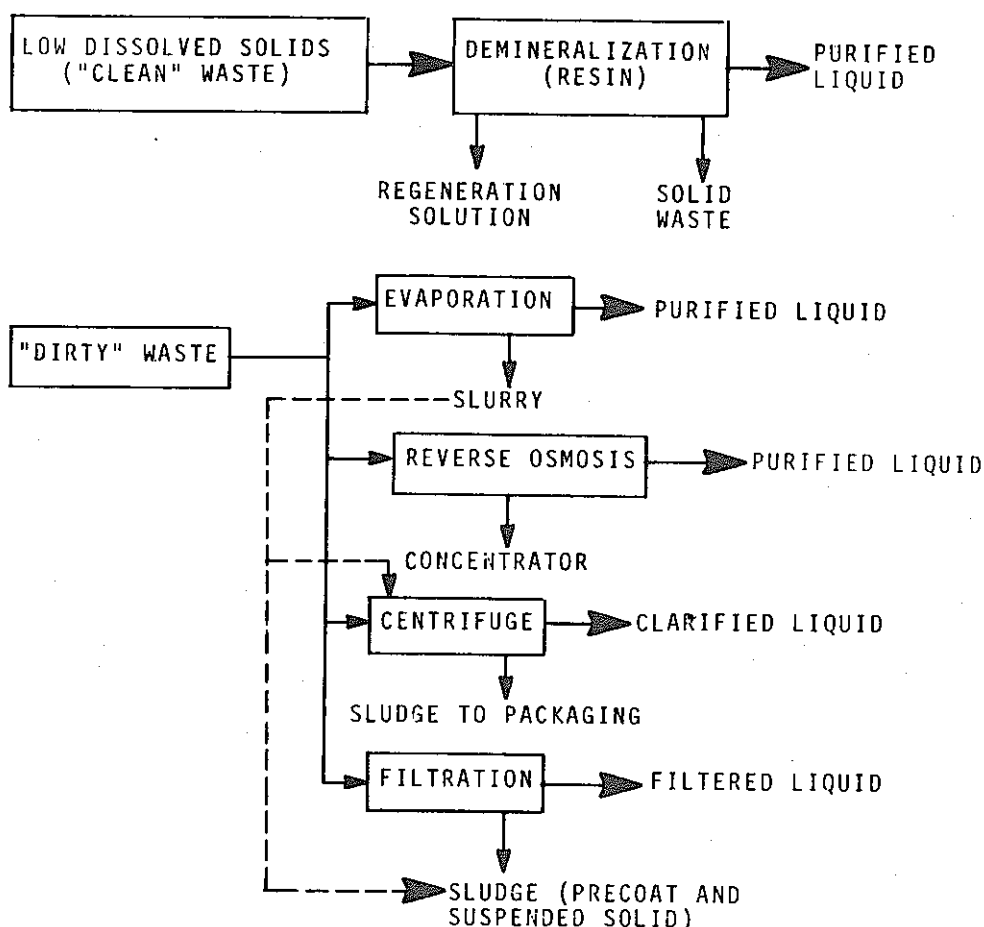 LOW DISSOLVED SOLIDS
("CLEAN" WASTE)
DEMINERALIZATION
(RESIN)
PURIFIED
LIQUID
REGENERATION
SOLUTION
SOLID
WASTE
"DIRTY" WASTE
EVAPORATION
PURIFIED LIQUID
SLURRY
REVERSE OSMOSIS
PURIFIED LIQUID
CONCENTRATOR
CENTRIFUGE
CLARIFIED LIQUID
SLUDGE TO PACKAGING
FILTRATION
FILTERED LIQUID
SLUDGE (PRECOAT AND
SUSPENDED SOLID)